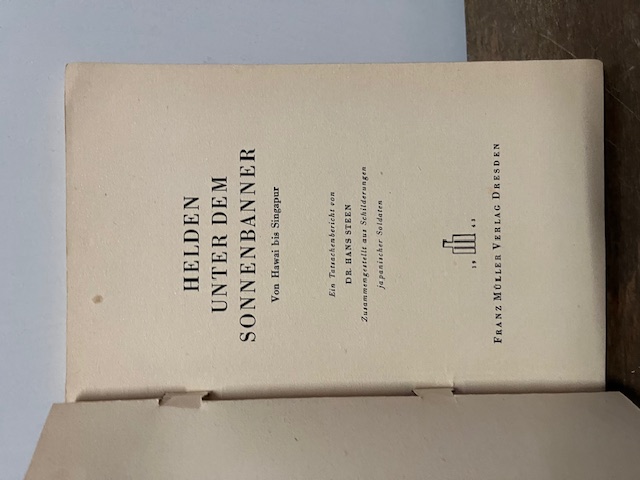 HELDEN
UNTER DEM
SONNENBANNER
Von Hawai bis Singapur
Ein Tatsachenbericht von
DR. HANS STEEN
Zusammengestellt aus Schilderungen
japanischer Soldaten
19 43
FRANZ MÜLLER VERLAG DRESDEN